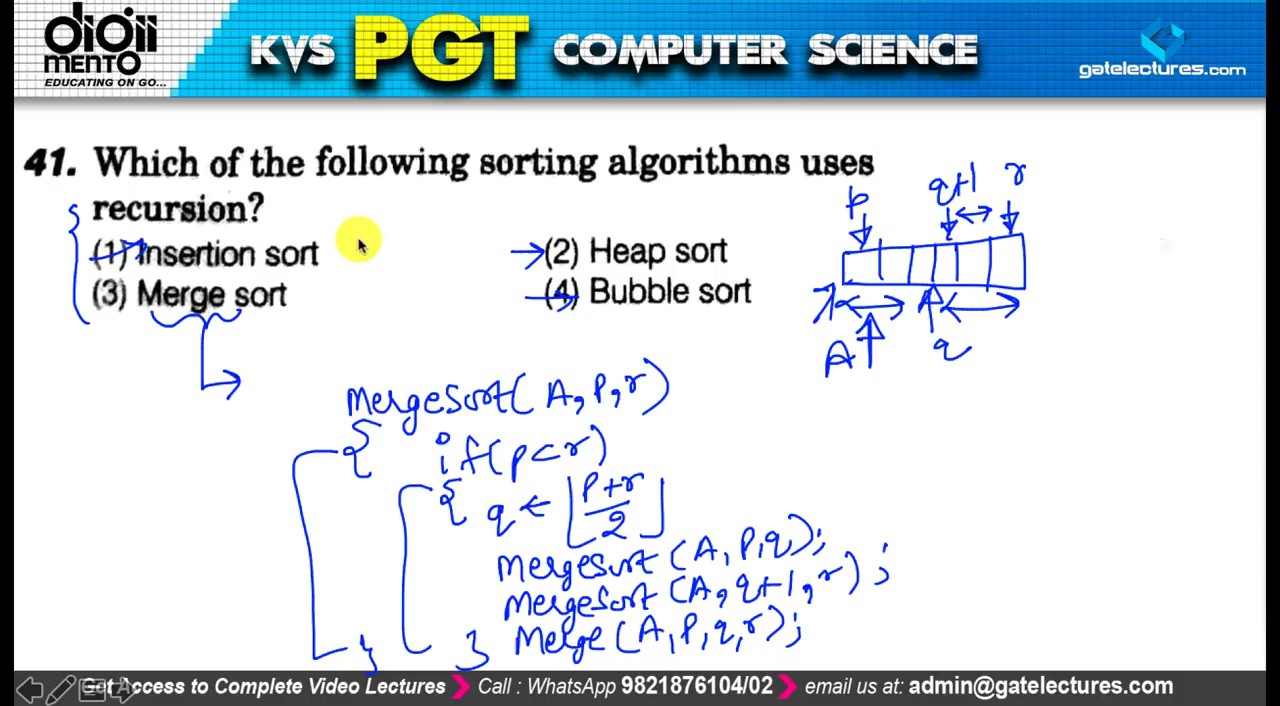 digii
mento
EDUCATING ON GO...
KVS PGT COMPUTER SCIENCE
gatelectures.com
41. Which of the following sorting algorithms uses
recursion?
(1) Insertion sort
(2) Heap sort
(3) Merge sort
(4) Bubble sort
p q+1 r
A q
MergeSort(A, P, r)
{ if(p<r)
{ q ← ⌊p+r/2⌋
MergeSort(A, P, q);
MergeSort(A, q+1, r);
} Merge(A, P, q, r);
}
Get Access to Complete Video Lectures Call : WhatsApp 9821876104/02 email us at: admin@gatelectures.com